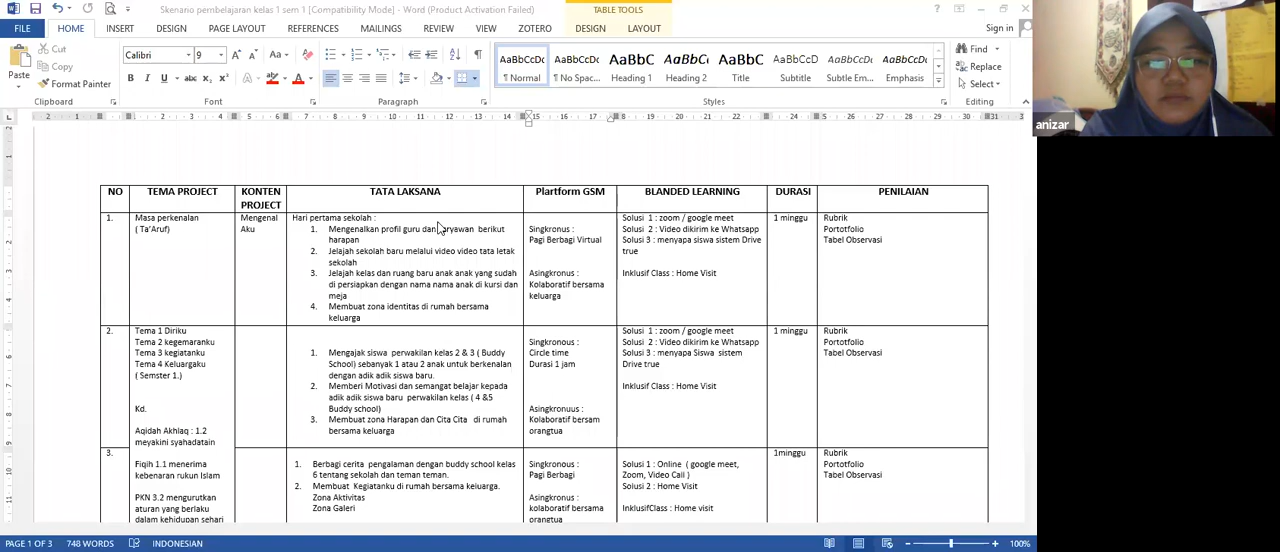 Skenario pembelajaran kelas 1 sem 1 [Compatibility Mode] - Word (Product Activation Failed)
TABLE TOOLS
FILE HOME INSERT DESIGN PAGE LAYOUT REFERENCES MAILINGS REVIEW VIEW ZOTERO DESIGN LAYOUT Sign in
Cut
Copy
Format Painter
Paste
Calibri 9
Clipboard Font Paragraph Styles Editing
AaBbCcDc AaBbCcDc AaBbC AaBbC AaBbC AaBbCcD AaBbCcDt AaBbCcDt
¶ Normal ¶ No Spac... Heading 1 Heading 2 Title Subtitle Subtle Em... Emphasis
Find
Replace
Select
anizar
NO TEMA PROJECT KONTEN PROJECT TATA LAKSANA Plartform GSM BLANDED LEARNING DURASI PENILAIAN
1.
Masa perkenalan
( Ta’Aruf)
Mengenal
Aku
Hari pertama sekolah :
1. Mengenalkan profil guru dan karyawan berikut
harapan
2. Jelajah sekolah baru melalui video video tata letak
sekolah
3. Jelajah kelas dan ruang baru anak anak yang sudah
di persiapkan dengan nama nama anak di kursi dan
meja
4. Membuat zona identitas di rumah bersama
keluarga
Singkronus :
Pagi Berbagi Virtual
Asingkronus :
Kolaboratif bersama
keluarga
Solusi 1 : zoom / google meet
Solusi 2 : Video dikirim ke Whatsapp
Solusi 3 : menyapa siswa sistem Drive
true
Inklusif Class : Home Visit
1 minggu
Rubrik
Portotfolio
Tabel Observasi
2.
Tema 1 Diriku
Tema 2 kegemaranku
Tema 3 kegiatanku
Tema 4 Keluargaku
( Semster 1.)
Kd.
Aqidah Akhlaq : 1.2
meyakini syahadatain
1. Mengajak siswa perwakilan kelas 2 & 3 ( Buddy
School) sebanyak 1 atau 2 anak untuk berkenalan
dengan adik adik siswa baru.
2. Memberi Motivasi dan semangat belajar kepada
adik adik siswa baru perwakilan kelas ( 4 &5
Buddy school)
3. Membuat zona Harapan dan Cita Cita di rumah
bersama keluarga
Singkronous :
Circle time
Durasi 1 jam
Asingkronuus :
Kolaboratif bersam
orangtua
Solusi 1 : zoom / google meet
Solusi 2 : Video dikirim ke Whatsapp
Solusi 3 : menyapa Siswa sistem
Drive true
Inklusif Class : Home Visit
1 minggu
Rubrik
Portotfolio
Tabel Observasi
3.
Fiqih 1.1 menerima
kebenaran rukun Islam
PKN 3.2 mengurutkan
aturan yang berlaku
dalam kehidupan sehari
1. Berbagi cerita pengalaman dengan buddy school kelas
6 tentang sekolah dan teman teman.
2. Membuat Kegiatanku di rumah bersama keluarga.
Zona Aktivitas
Zona Galeri
Singkronous :
Pagi Berbagi
Asingkronus :
kolaboratif bersama
orangtua
Solusi 1 : Online ( google meet,
Zoom, Video Call )
Solusi 2 : Home Visit
InklusifClass : Home visit
1minggu
Rubrik
Portotfolio
Tabel Observasi
PAGE 1 OF 3 748 WORDS INDONESIAN 100%